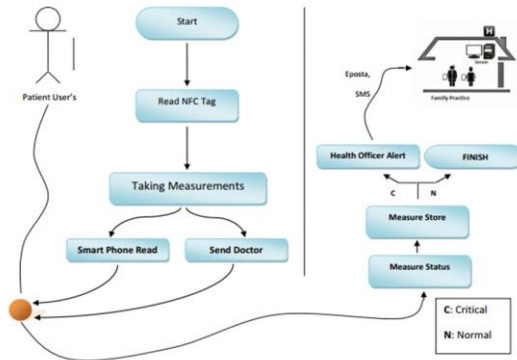 Start
Patient User's
Read NFC Tag
Taking Measurements
Smart Phone Read
Send Doctor
H
Server
Eposta,
SMS
Family Practice
Health Officer Alert
FINISH
C
N
Measure Store
Measure Status
C: Critical
N: Normal